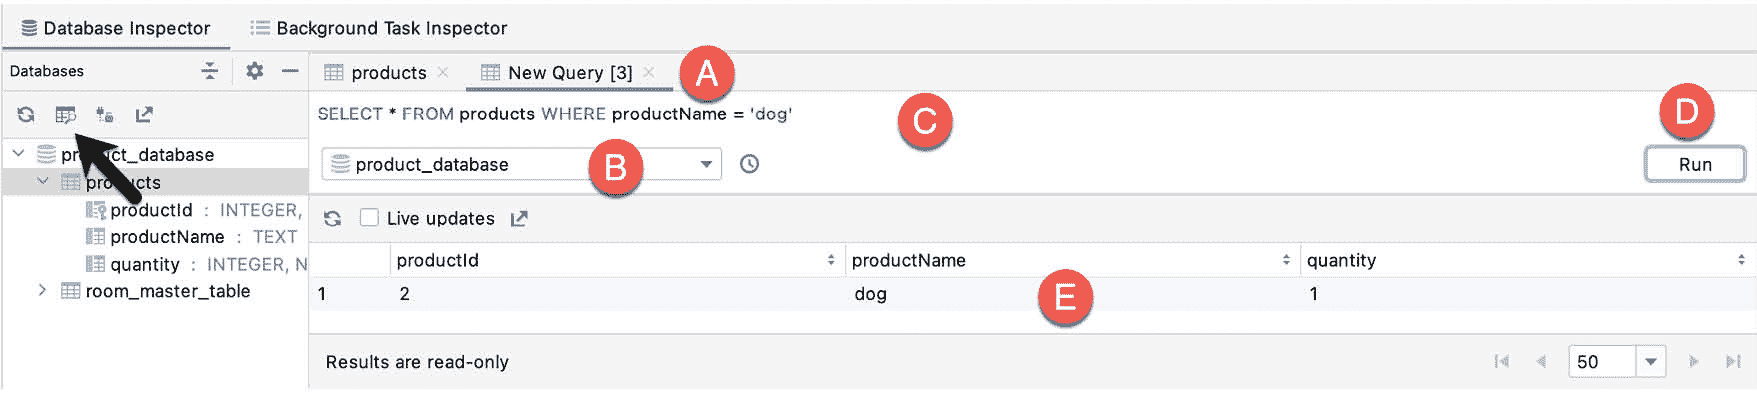 Database Inspector Background Task Inspector
Databases
products New Query [3] A
SELECT * FROM products WHERE productName = 'dog' C D
product_database
product_database B Run
products
productId : INTEGER,
productName : TEXT
quantity : INTEGER, N
room_master_table
Live updates
productId productName quantity
1 2 dog E 1
Results are read-only 50